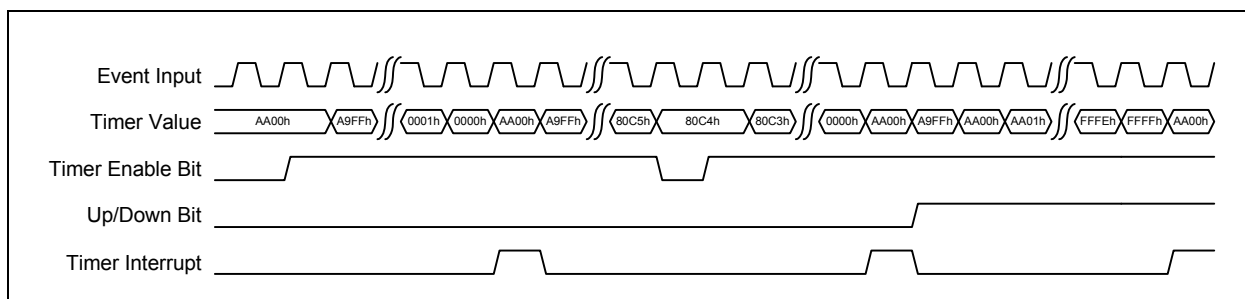 Event Input
Timer Value AA00h A9FFh 0001h 0000h AA00h A9FFh 80C5h 80C4h 80C3h 0000h AA00h A9FFh AA00h AA01h FFFEh FFFFh AA00h
Timer Enable Bit
Up/Down Bit
Timer Interrupt